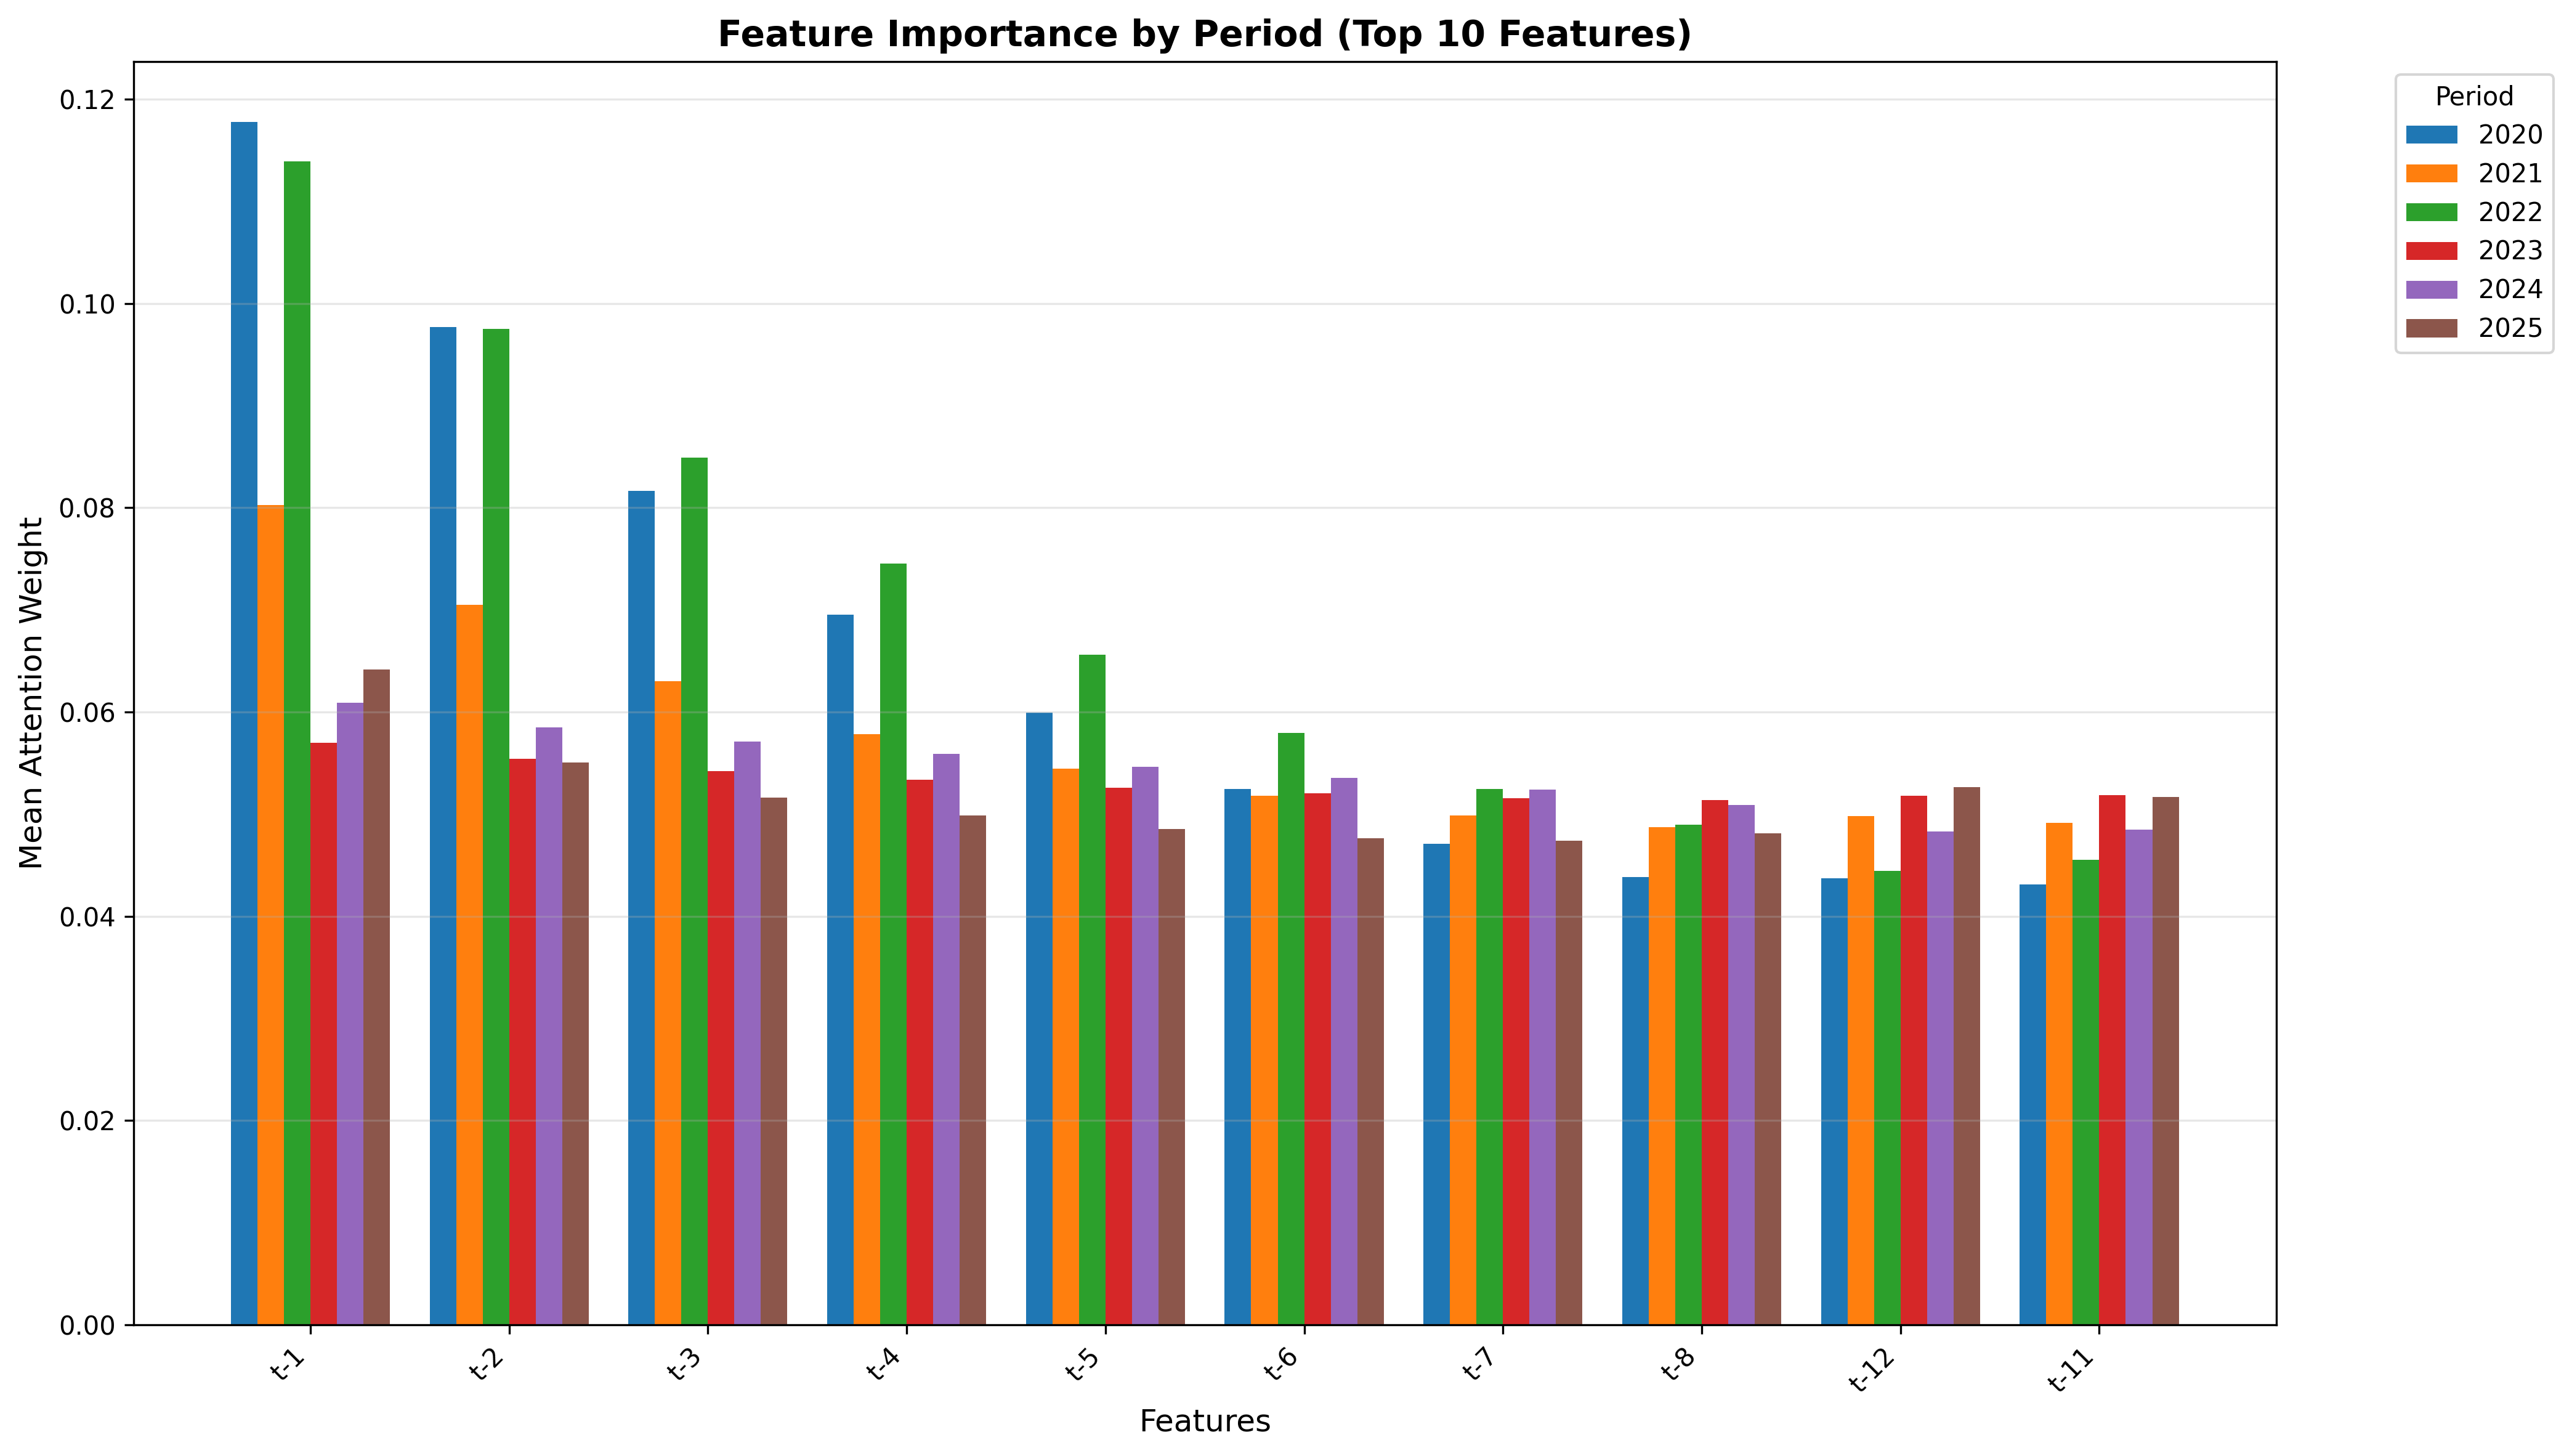 Feature Importance by Period (Top 10 Features)
Period
2020
2021
2022
2023
2024
2025
Mean Attention Weight
0.12
0.10
0.08
0.06
0.04
0.02
0.00
t-1
t-2
t-3
t-4
t-5
t-6
t-7
t-8
t-12
t-11
Features